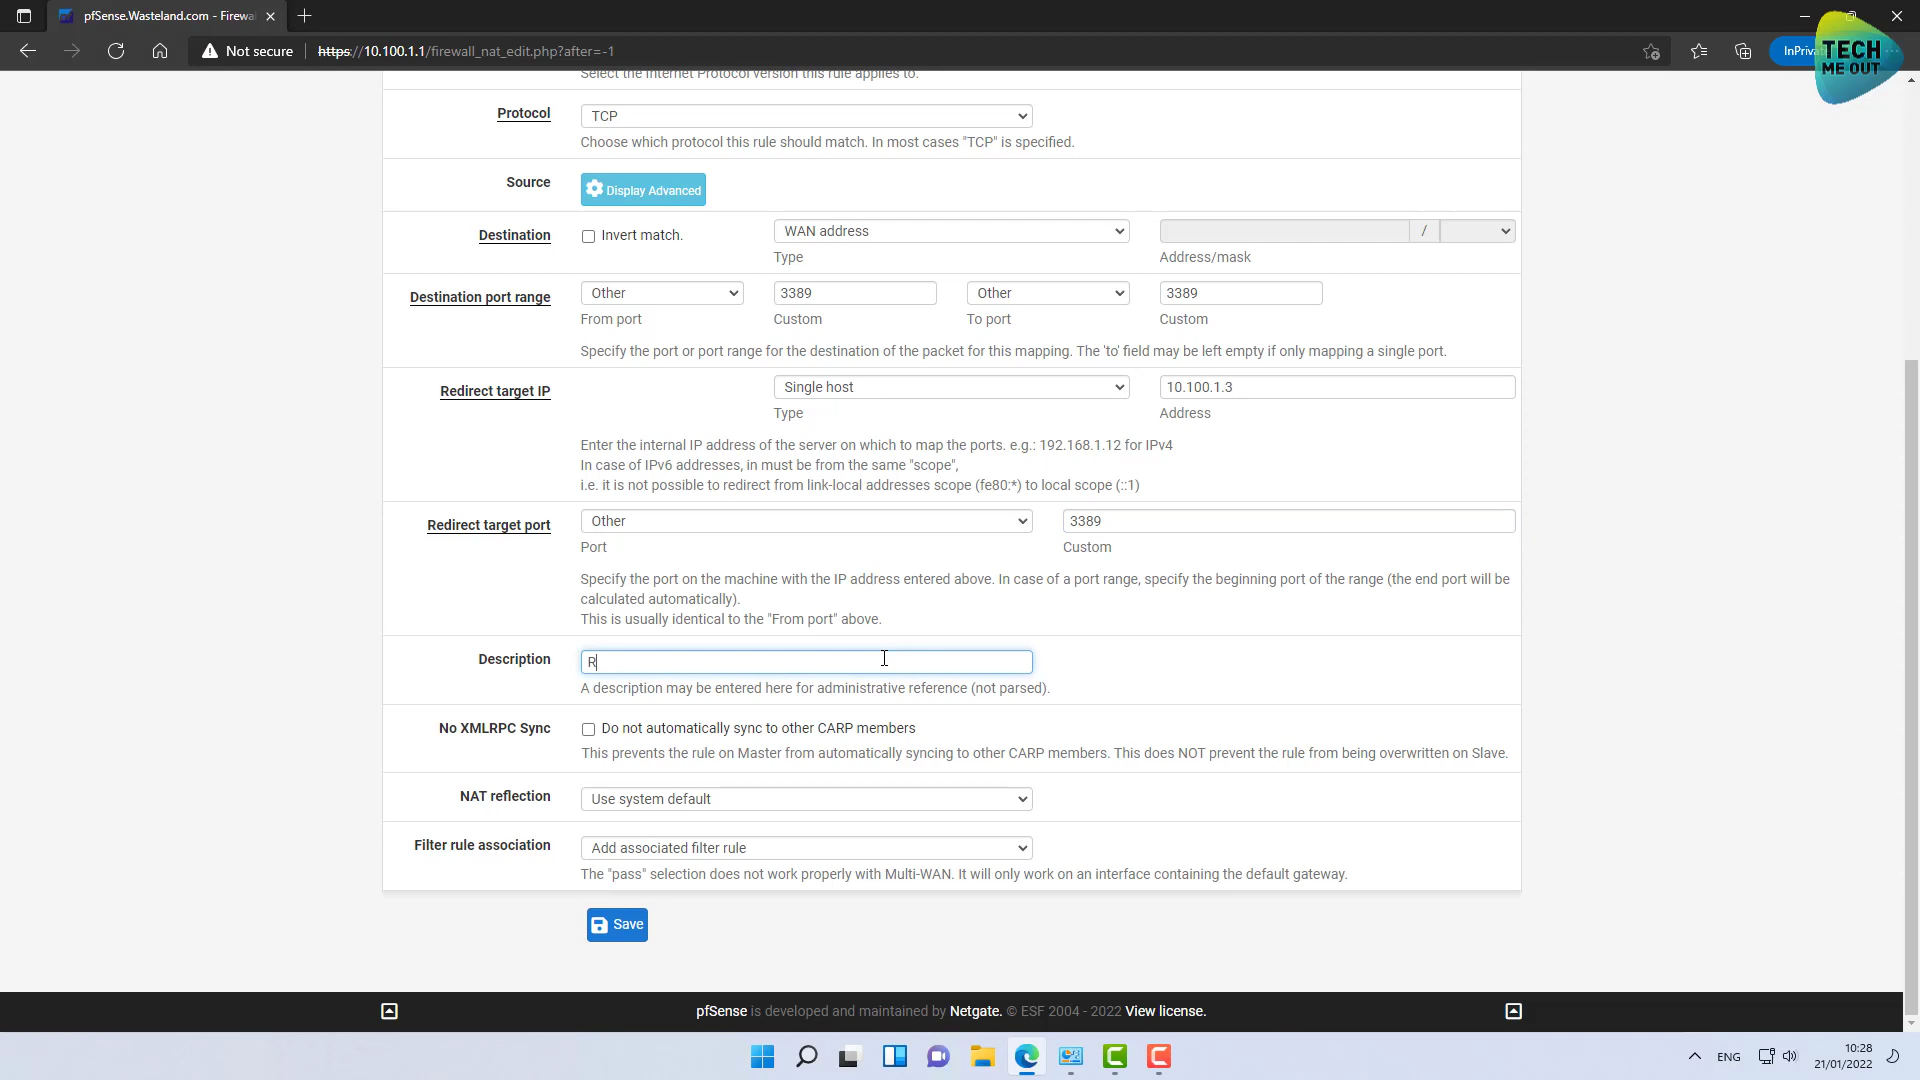 pfSense.Wasteland.com - Firewa
Not secure
https://10.100.1.1/firewall_nat_edit.php?after=-1
InPriva
TECH
ME OUT
Select the Internet Protocol version this rule applies to.
Protocol
TCP
Choose which protocol this rule should match. In most cases "TCP" is specified.
Source
Display Advanced
Destination
Invert match.
WAN address
/
Type
Address/mask
Destination port range
Other
3389
Other
3389
From port
Custom
To port
Custom
Specify the port or port range for the destination of the packet for this mapping. The 'to' field may be left empty if only mapping a single port.
Redirect target IP
Single host
10.100.1.3
Type
Address
Enter the internal IP address of the server on which to map the ports. e.g.: 192.168.1.12 for IPv4
In case of IPv6 addresses, in must be from the same "scope",
i.e. it is not possible to redirect from link-local addresses scope (fe80:*) to local scope (::1)
Redirect target port
Other
3389
Port
Custom
Specify the port on the machine with the IP address entered above. In case of a port range, specify the beginning port of the range (the end port will be
calculated automatically).
This is usually identical to the "From port" above.
Description
R
A description may be entered here for administrative reference (not parsed).
No XMLRPC Sync
Do not automatically sync to other CARP members
This prevents the rule on Master from automatically syncing to other CARP members. This does NOT prevent the rule from being overwritten on Slave.
NAT reflection
Use system default
Filter rule association
Add associated filter rule
The "pass" selection does not work properly with Multi-WAN. It will only work on an interface containing the default gateway.
Save
pfSense is developed and maintained by Netgate. © ESF 2004 - 2022 View license.
ENG
10:28
21/01/2022